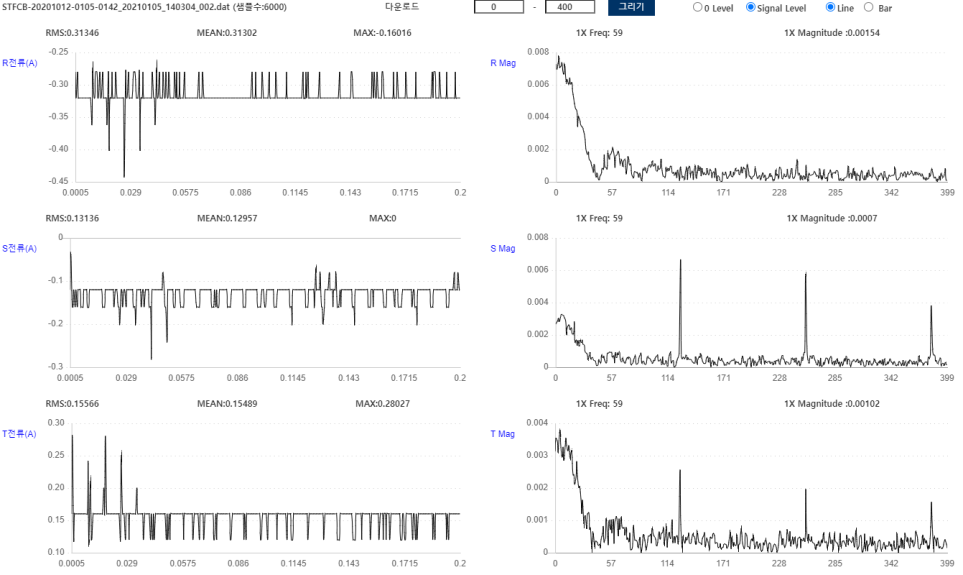 STFCB-20201012-0105-0142_20210105_140304_002.dat (샘플수:6000) 다운로드 0 - 400 그리기 0 Level Signal Level Line Bar
RMS:0.31346 MEAN:0.31302 MAX:-0.16016 1X Freq: 59 1X Magnitude :0.00154
R전류(A) R Mag
-0.25
-0.30
-0.35
-0.40
-0.45
0.0005 0.029 0.0575 0.086 0.1145 0.143 0.1715 0.2
0.008
0.006
0.004
0.002
0
0 57 114 171 228 285 342 399
RMS:0.13136 MEAN:0.12957 MAX:0 1X Freq: 59 1X Magnitude :0.0007
S전류(A) S Mag
0
-0.1
-0.2
-0.3
0.0005 0.029 0.0575 0.086 0.1145 0.143 0.1715 0.2
0.008
0.006
0.004
0.002
0
0 57 114 171 228 285 342 399
RMS:0.15566 MEAN:0.15489 MAX:0.28027 1X Freq: 59 1X Magnitude :0.00102
T전류(A) T Mag
0.30
0.25
0.20
0.15
0.10
0.0005 0.029 0.0575 0.086 0.1145 0.143 0.1715 0.2
0.004
0.003
0.002
0.001
0
0 57 114 171 228 285 342 399